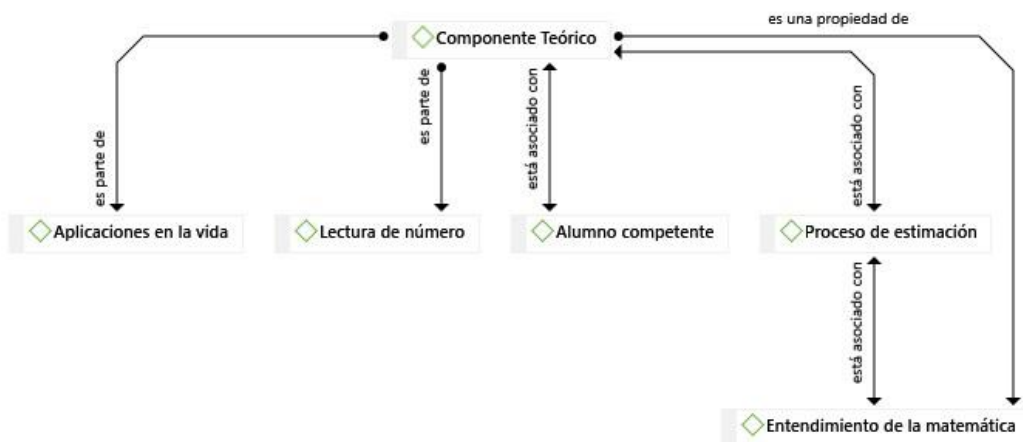 es una propiedad de
Componente Teórico
es parte de
es parte de
está asociado con
está asociado con
Aplicaciones en la vida
Lectura de número
Alumno competente
Proceso de estimación
está asociado con
Entendimiento de la matemática